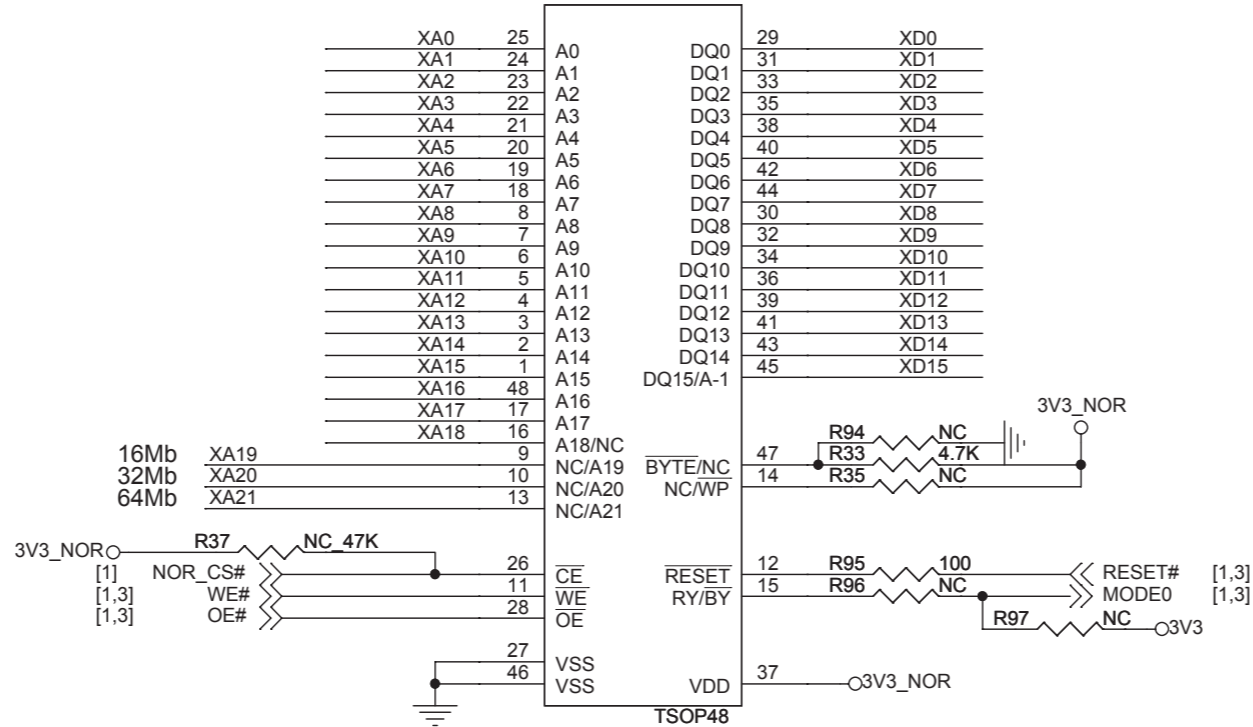 XA0 25 A0 DQ0 29 XD0
XA1 24 A1 DQ1 31 XD1
XA2 23 A2 DQ2 33 XD2
XA3 22 A3 DQ3 35 XD3
XA4 21 A4 DQ4 38 XD4
XA5 20 A5 DQ5 40 XD5
XA6 19 A6 DQ6 42 XD6
XA7 18 A7 DQ7 44 XD7
XA8 8 A8 DQ8 30 XD8
XA9 7 A9 DQ9 32 XD9
XA10 6 A10 DQ10 34 XD10
XA11 5 A11 DQ11 36 XD11
XA12 4 A12 DQ12 39 XD12
XA13 3 A13 DQ13 41 XD13
XA14 2 A14 DQ14 43 XD14
XA15 1 A15 DQ15/A-1 45 XD15
XA16 48 A16
XA17 17 A17
3V3_NOR
XA18 16 A18/NC R94 NC
16Mb XA19 9 NC/A19 BYTE/NC 47 R33 4.7K
32Mb XA20 10 NC/A20 NC/WP 14 R35 NC
64Mb XA21 13 NC/A21
3V3_NOR R37 NC_47K
[1] NOR_CS# 26 CE RESET 12 R95 100 RESET# [1,3]
[1,3] WE# 11 WE RY/BY 15 R96 NC MODE0 [1,3]
[1,3] OE# 28 OE R97 NC 3V3
27 VSS
46 VSS VDD 37 3V3_NOR
TSOP48